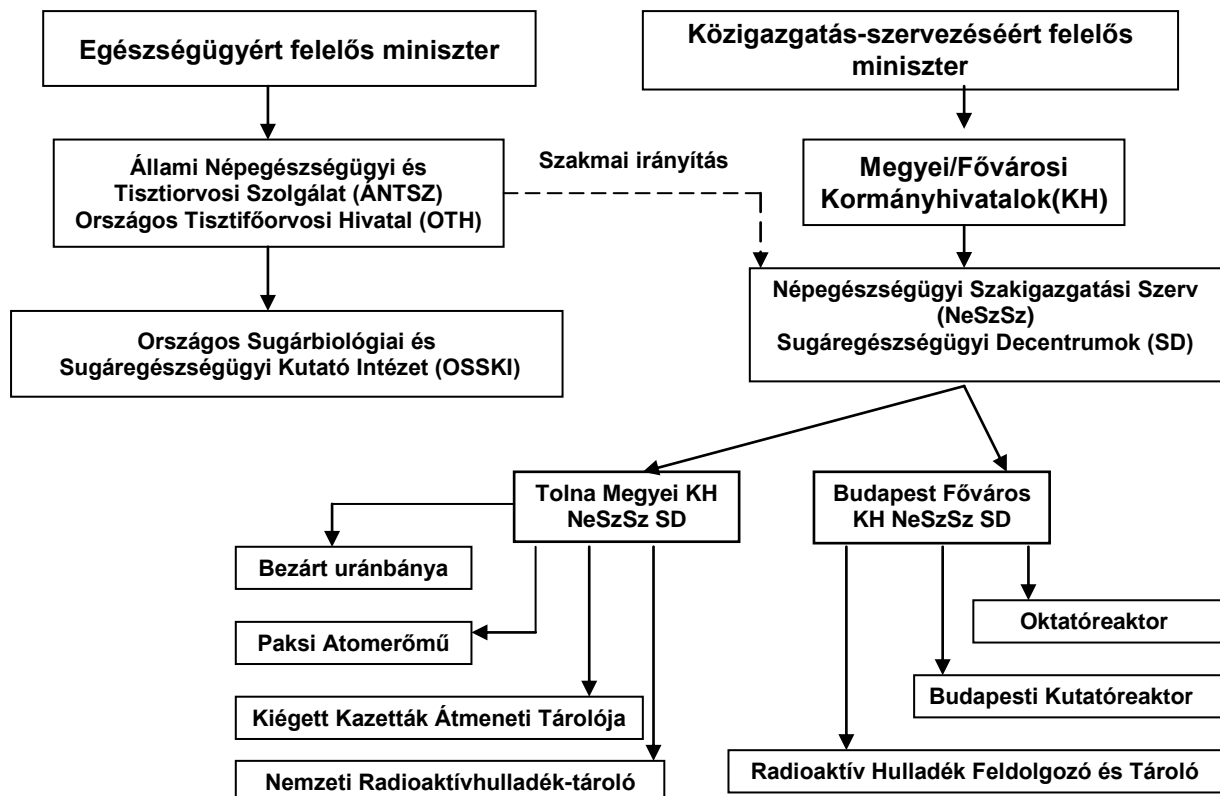 Egészségügyért felelős miniszter
Közigazgatás-szervezéséért felelős
miniszter
Állami Népegészségügyi és
Tisztiorvosi Szolgálat (ÁNTSZ)
Országos Tisztifőorvosi Hivatal (OTH)
Szakmai irányítás
Megyei/Fővárosi
Kormányhivatalok(KH)
Országos Sugárbiológiai és
Sugáregészségügyi Kutató Intézet (OSSKI)
Népegészségügyi Szakigazgatási Szerv
(NeSzSz)
Sugáregészségügyi Decentrumok (SD)
Tolna Megyei KH
NeSzSz SD
Budapest Főváros
KH NeSzSz SD
Bezárt uránbánya
Paksi Atomerőmű
Kiégett Kazetták Átmeneti Tárolója
Nemzeti Radioaktívhulladék-tároló
Oktatóreaktor
Budapesti Kutatóreaktor
Radioaktív Hulladék Feldolgozó és Tároló